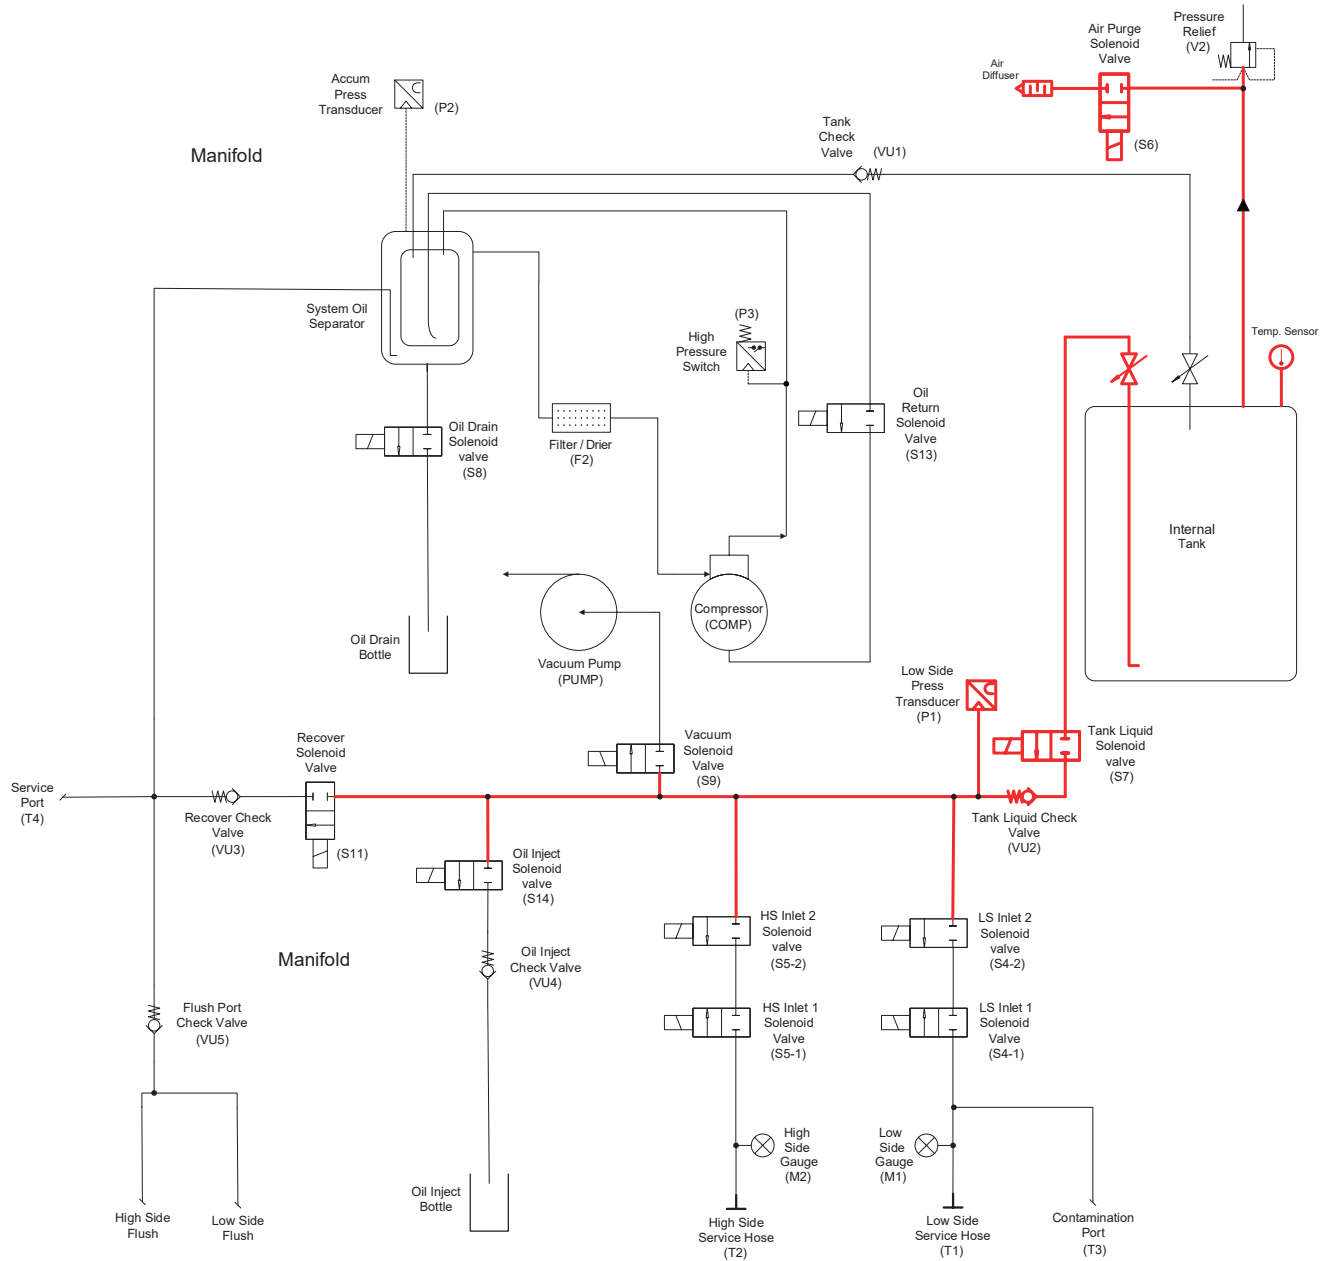 Pressure
Relief
(V2)
Air Purge
Solenoid
Valve
Air
Diffuser
(S6)
Accum
Press
Transducer
(P2)
Tank
Check
Valve
(VU1)
Manifold
System Oil
Separator
(P3)
High
Pressure
Switch
Temp. Sensor
Oil
Return
Solenoid
Valve
(S13)
Oil Drain
Solenoid
valve
(S8)
Filter / Drier
(F2)
Internal
Tank
Compressor
(COMP)
Oil Drain
Bottle
Vacuum Pump
(PUMP)
Low Side
Press
Transducer
(P1)
Recover
Solenoid
Valve
Vacuum
Solenoid
Valve
(S9)
Tank Liquid
Solenoid
valve
(S7)
Service
Port
(T4)
Recover Check
Valve
(VU3)
(S11)
Tank Liquid Check
Valve
(VU2)
Oil Inject
Solenoid
valve
(S14)
HS Inlet 2
Solenoid
valve
(S5-2)
LS Inlet 2
Solenoid
valve
(S4-2)
Manifold
Oil Inject
Check Valve
(VU4)
Flush Port
Check Valve
(VU5)
HS Inlet 1
Solenoid
Valve
(S5-1)
LS Inlet 1
Solenoid
Valve
(S4-1)
High
Side
Gauge
(M2)
Low
Side
Gauge
(M1)
Oil Inject
Bottle
High Side
Flush
Low Side
Flush
High Side
Service Hose
(T2)
Low Side
Service Hose
(T1)
Contamination
Port
(T3)